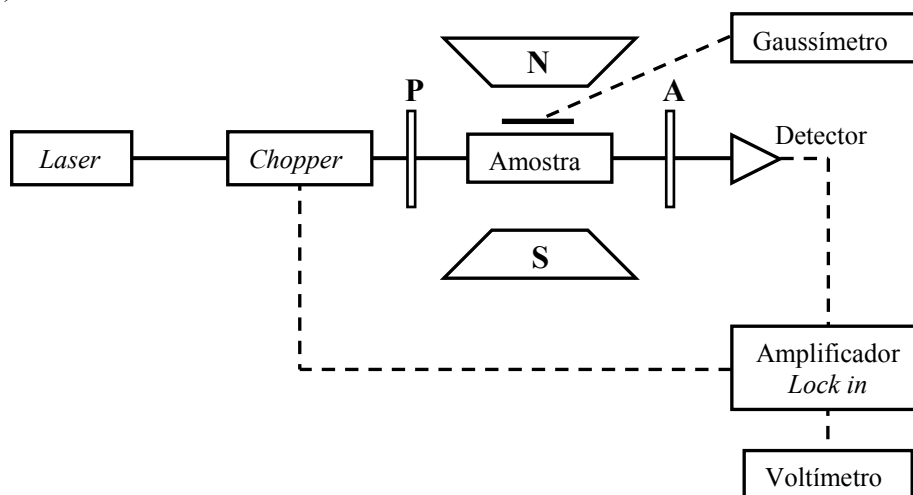 Gaussímetro
N
P
A
Detector
Laser
Chopper
Amostra
S
Amplificador
Lock in
Voltímetro